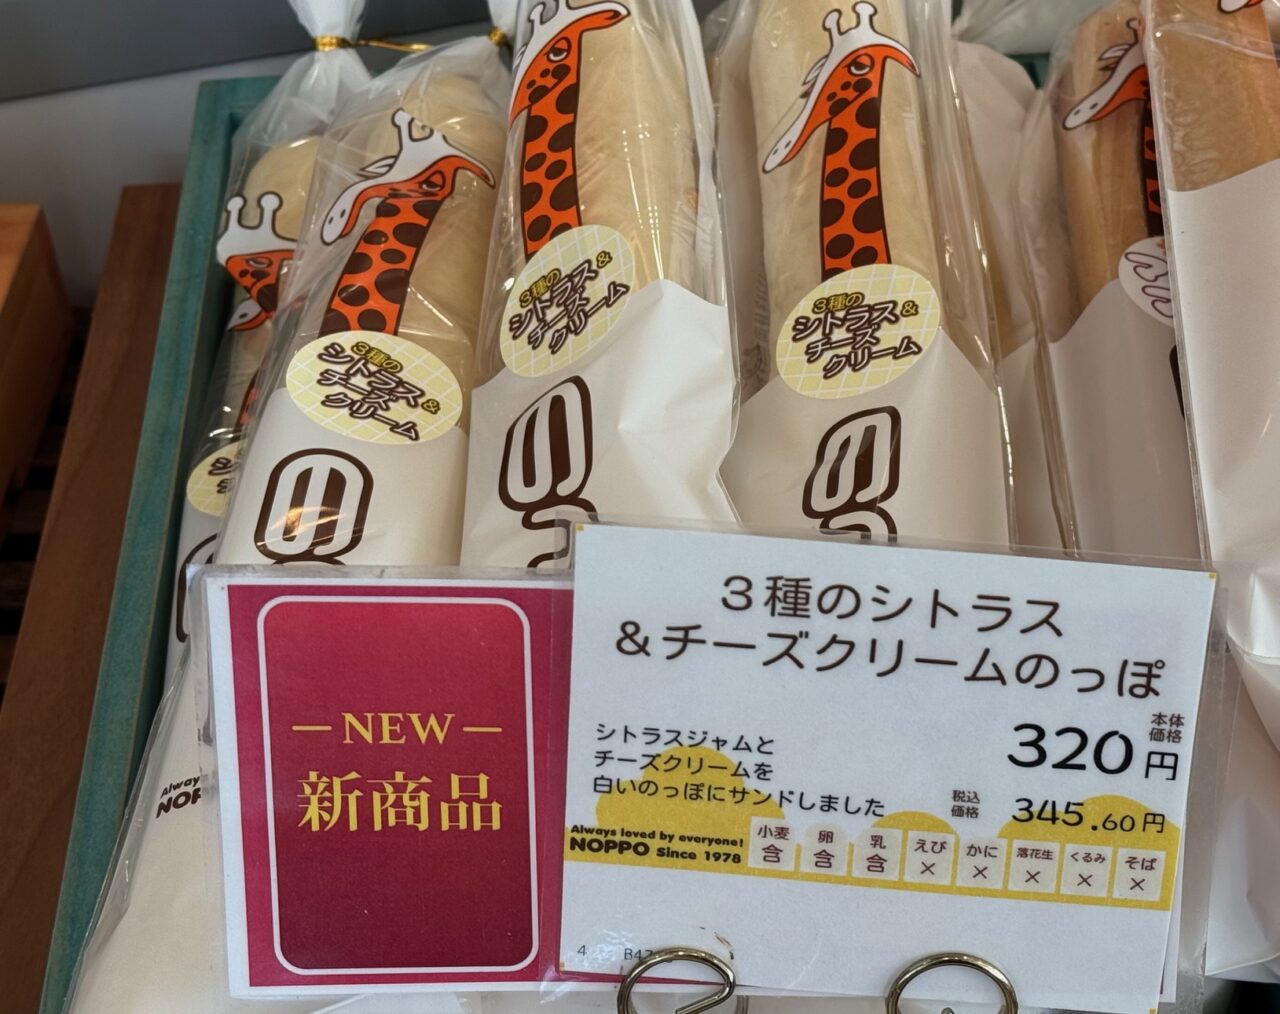 3種の
シトラス&
チーズ
クリーム
3種の
シトラス&
チーズ
クリーム
3種の
シトラス&
チーズ
クリーム
の
の
の
Always
NOP
NEW
新商品
3種のシトラス
&チーズクリームのっぽ
本体
価格
320円
シトラスジャムと
チーズクリームを
白いのっぽにサンドしました
税込
価格
345.60円
Always loved by everyone!
NOPPO Since 1978
小麦 卵 乳 えび かに 落花生 くるみ そば
含 含 含 × × × × ×
4